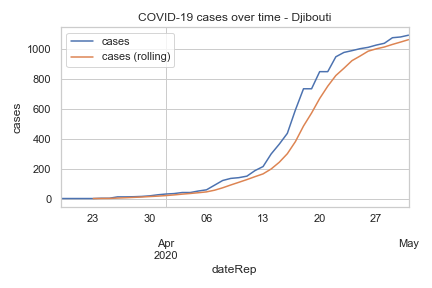 COVID-19 cases over time - Djibouti
cases
cases (rolling)
cases
1000
800
600
400
200
0
23
30
06
13
20
27
Apr
2020
May
dateRep